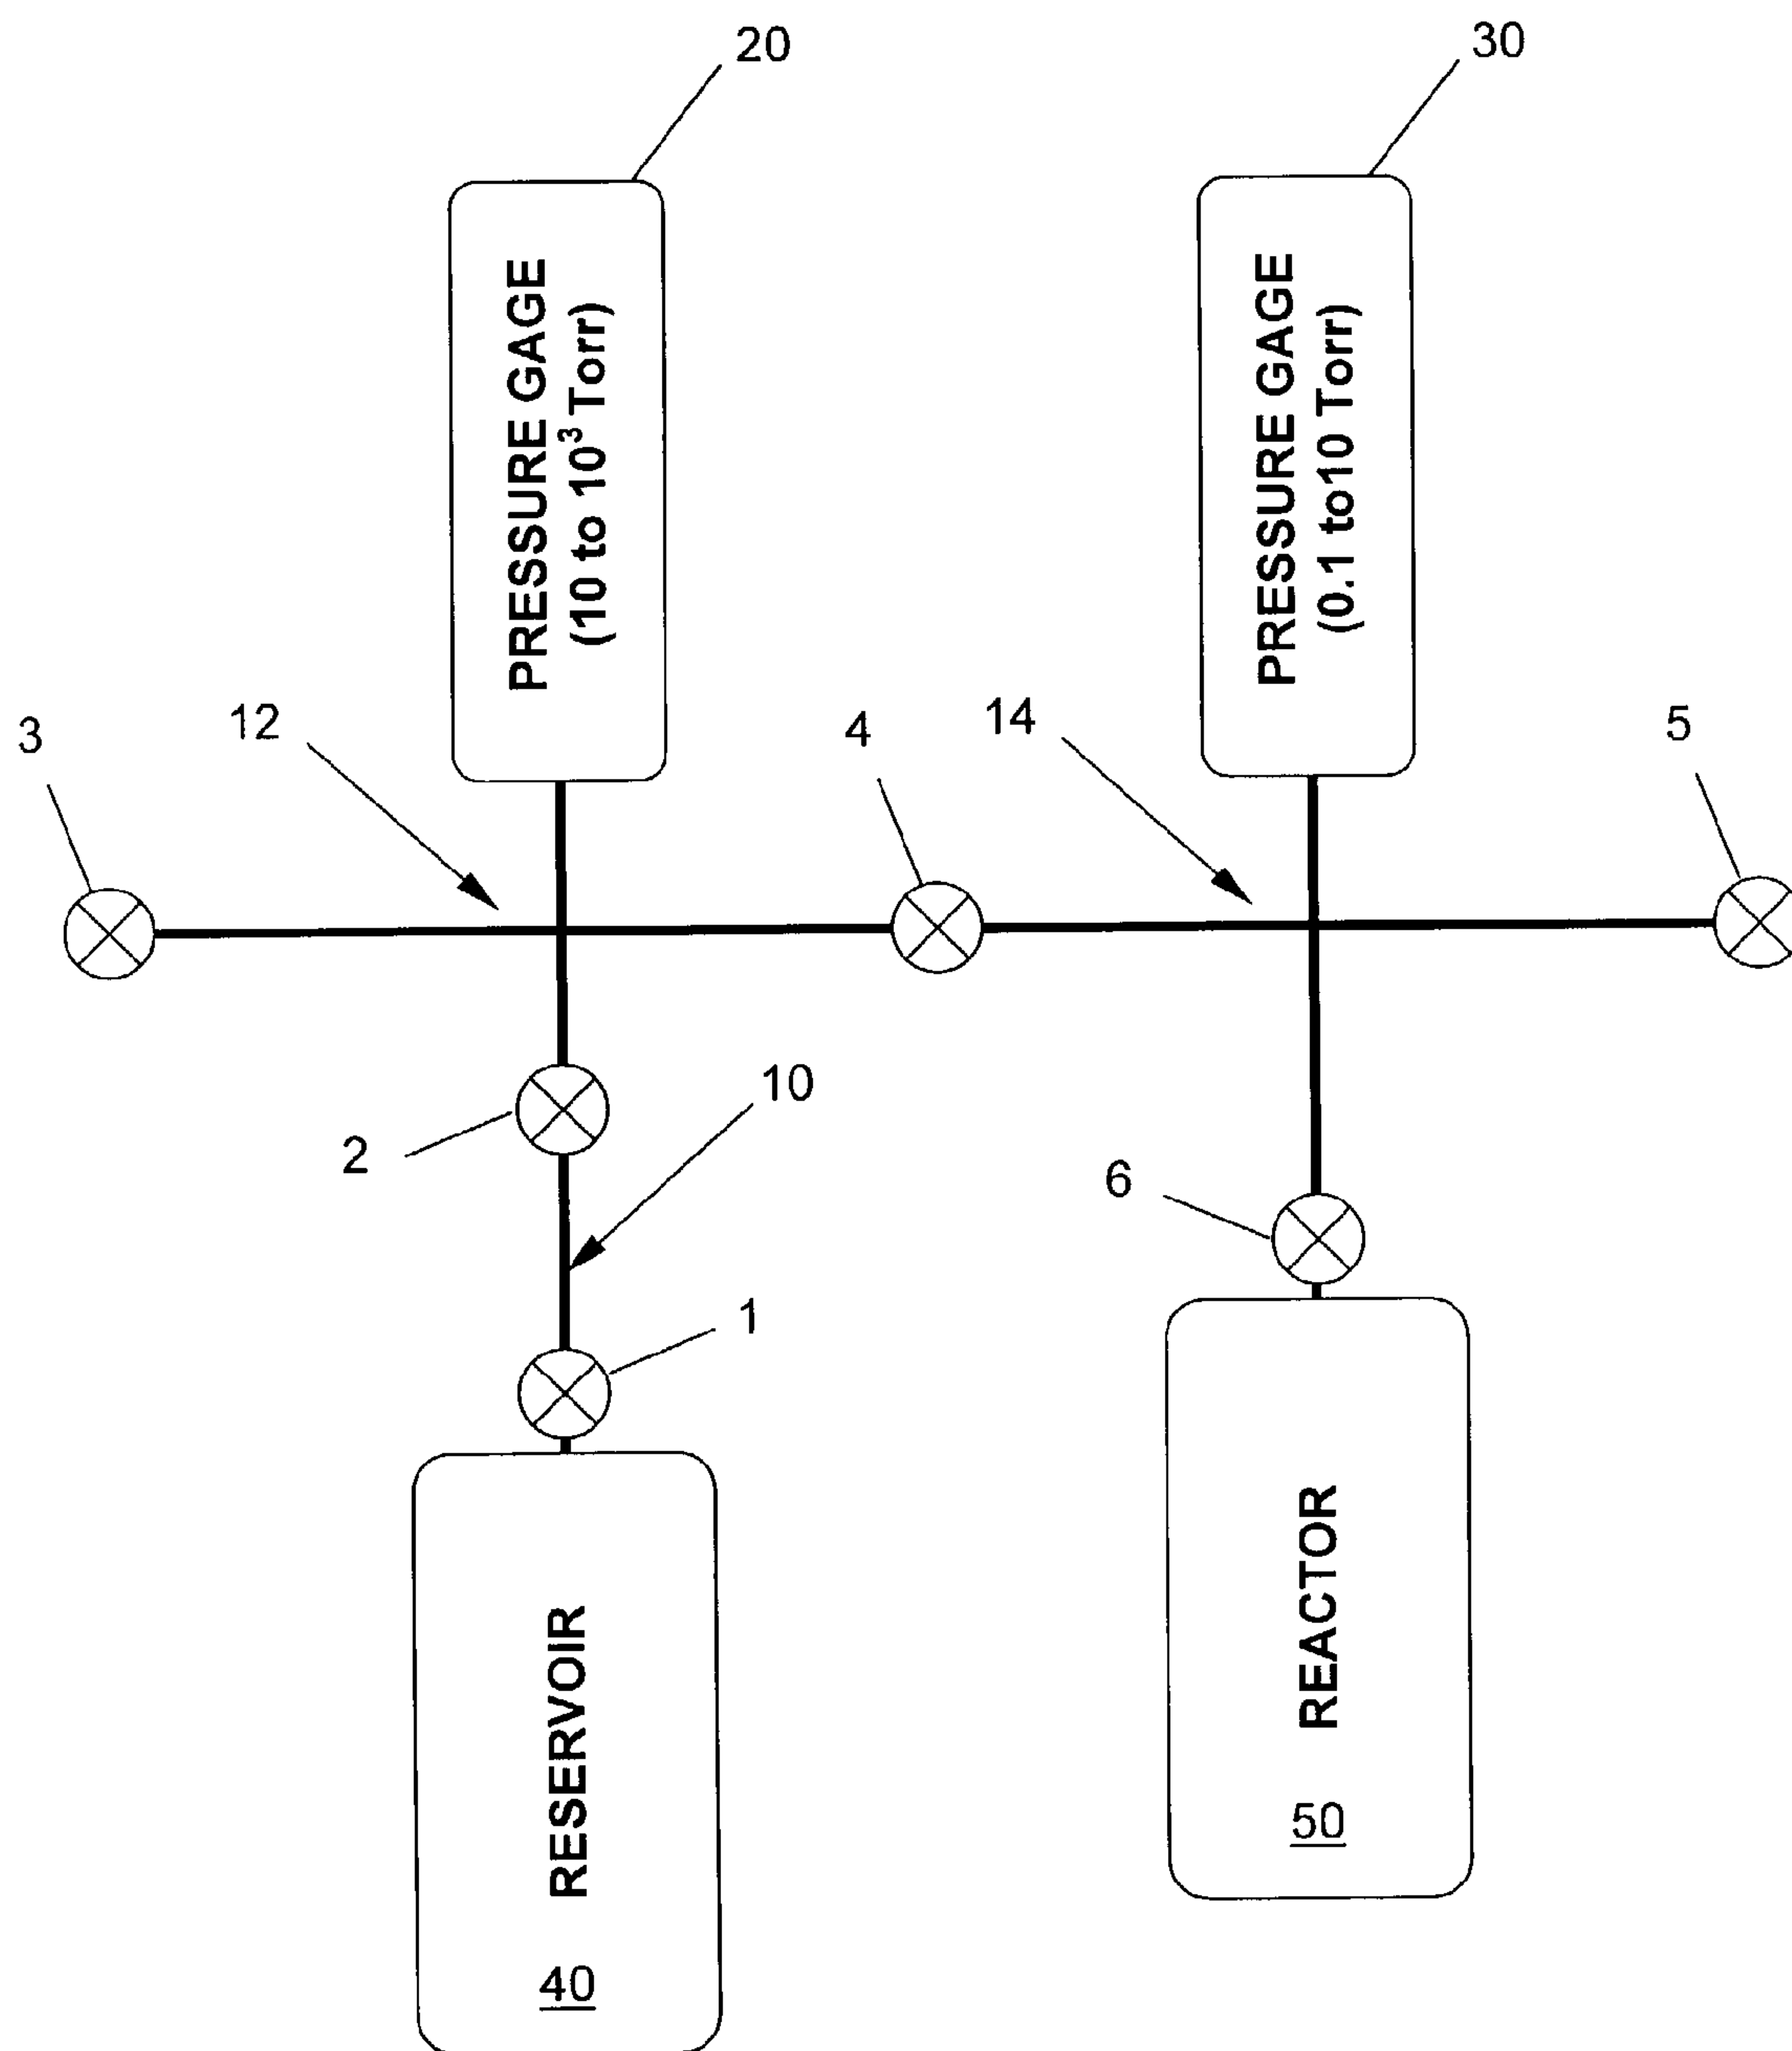 20
30
PRESSURE GAGE
(10 to 10³ Torr)
PRESSURE GAGE
(0.1 to10 Torr)
3
12
4
14
5
2
10
6
1
RESERVOIR
40
REACTOR
50